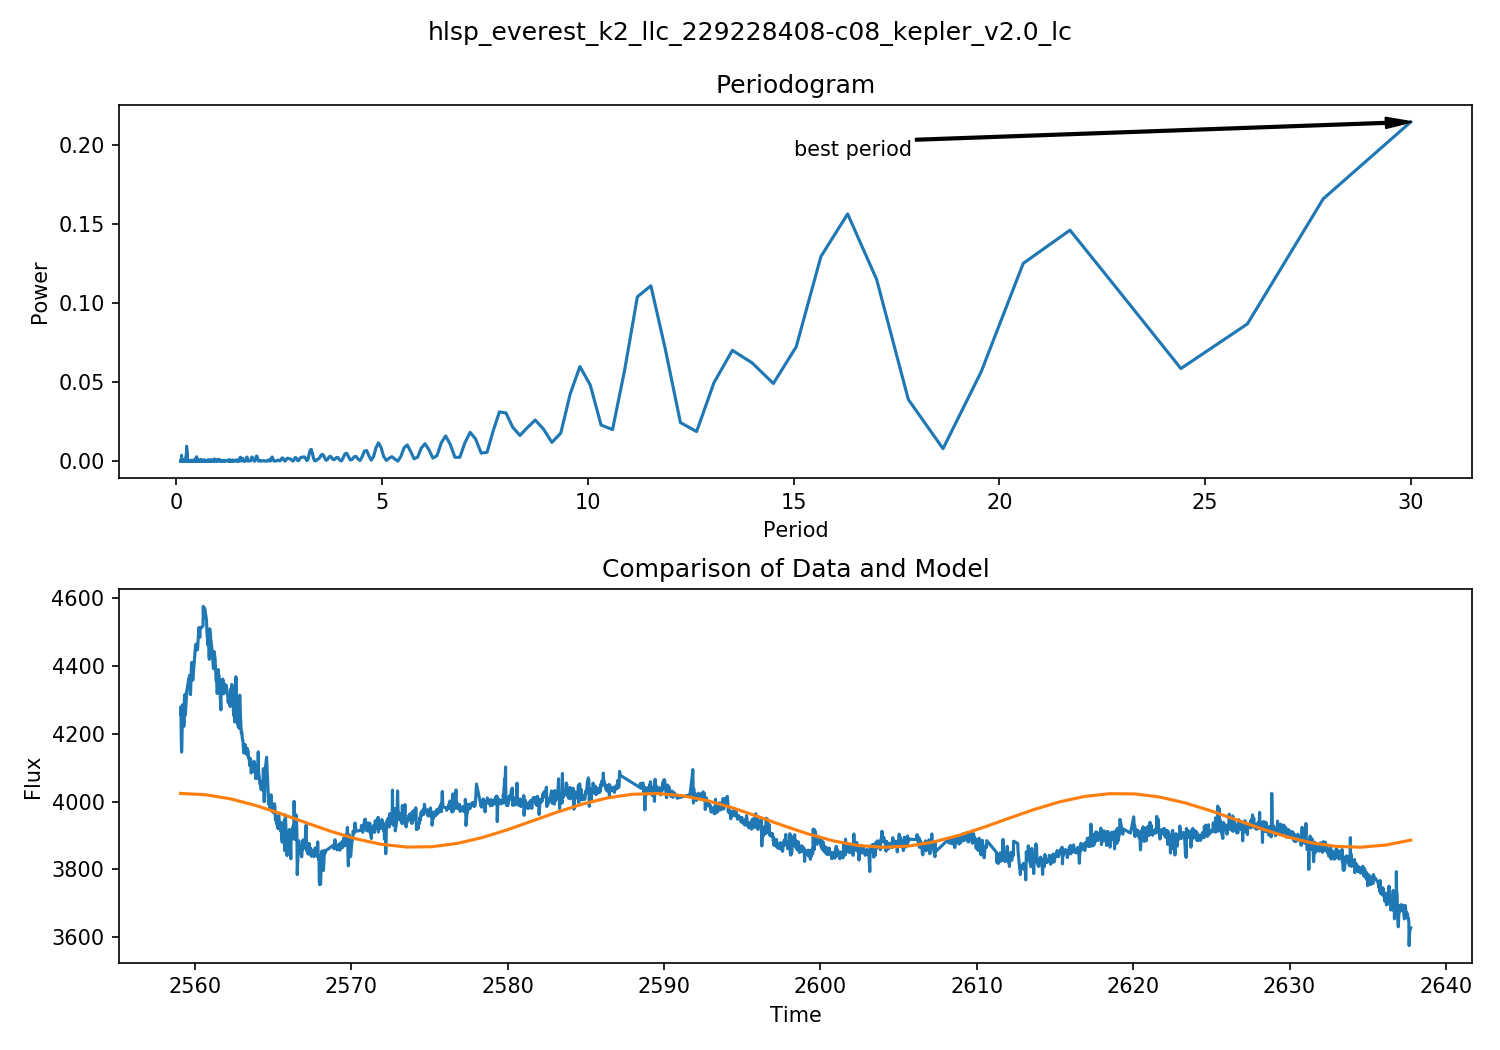 hlsp_everest_k2_llc_229228408-c08_kepler_v2.0_lc
Periodogram
0.20
0.15
0.10
0.05
0.00
Power
best period
0 5 10 15 20 25 30
Period
Comparison of Data and Model
4600
4400
4200
4000
3800
3600
Flux
2560 2570 2580 2590 2600 2610 2620 2630 2640
Time